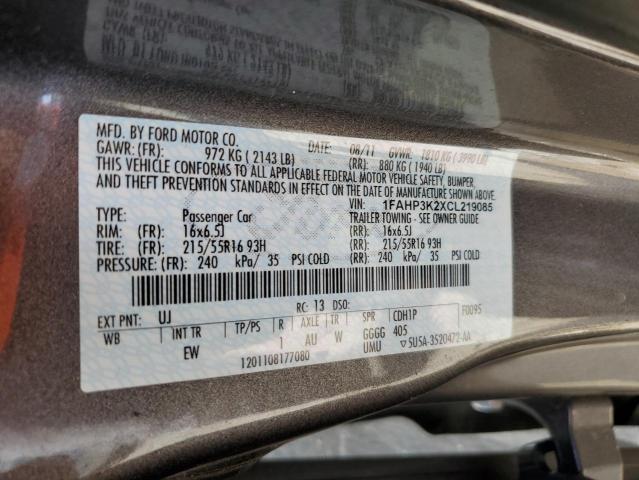 MFD. BY FORD MOTOR CO.
DATE: 08/11 GVWR: 1810 KG ( 3990 LB)
GAWR: (FR): 972 KG ( 2143 LB) (RR): 880 KG ( 1940 LB)
THIS VEHICLE CONFORMS TO ALL APPLICABLE FEDERAL MOTOR VEHICLE SAFETY, BUMPER,
AND THEFT PREVENTION STANDARDS IN EFFECT ON THE DATE OF MANUFACTURE SHOWN ABOVE.
VIN: 1FAHP3K2XCL219085
TYPE: Passenger Car TRAILER TOWING-SEE OWNER GUIDE
RIM: (FR): 16x6.5J (RR): 16x6.5J
TIRE: (FR): 215/55R16 93H (RR): 215/55R16 93H
PRESSURE: (FR): 240 kPa/ 35 PSI COLD (RR): 240 kPa/ 35 PSI COLD
EXT PNT: UJ RC: 13 DSO: F0095
WB INT TR TP/PS R AXLE TR SPR CDH1P
EW 1 AU W GGGG 405
1201108177080 UMU ▽5U5A-3520472-AA